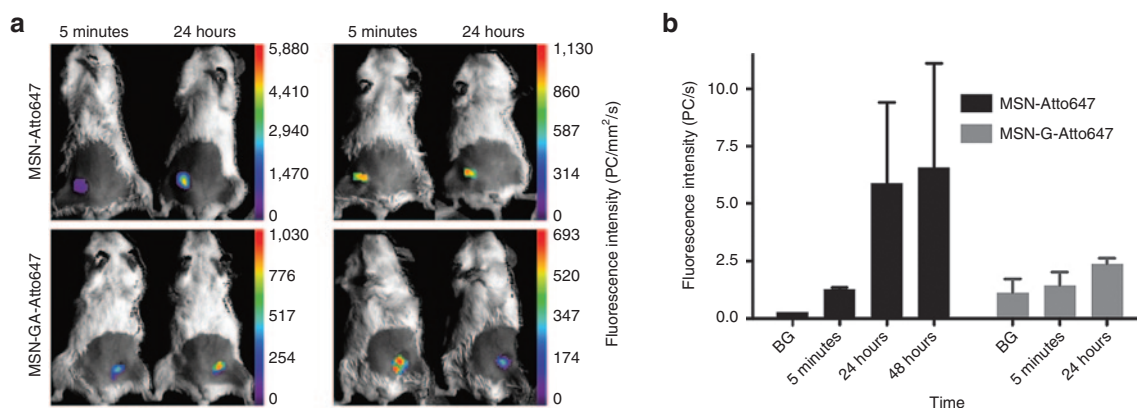 a
5 minutes 24 hours
5 minutes 24 hours
MSN-Atto647
5,880
4,410
2,940
1,470
0
1,130
860
587
314
0
MSN-GA-Atto647
1,030
776
517
254
0
693
520
347
174
0
Fluorescence intensity (PC/mm²/s)
b
Fluorescence intensity (PC/s)
10.0
7.5
5.0
2.5
0.0
MSN-Atto647
MSN-G-Atto647
BG
5 minutes
24 hours
48 hours
BG
5 minutes
24 hours
Time